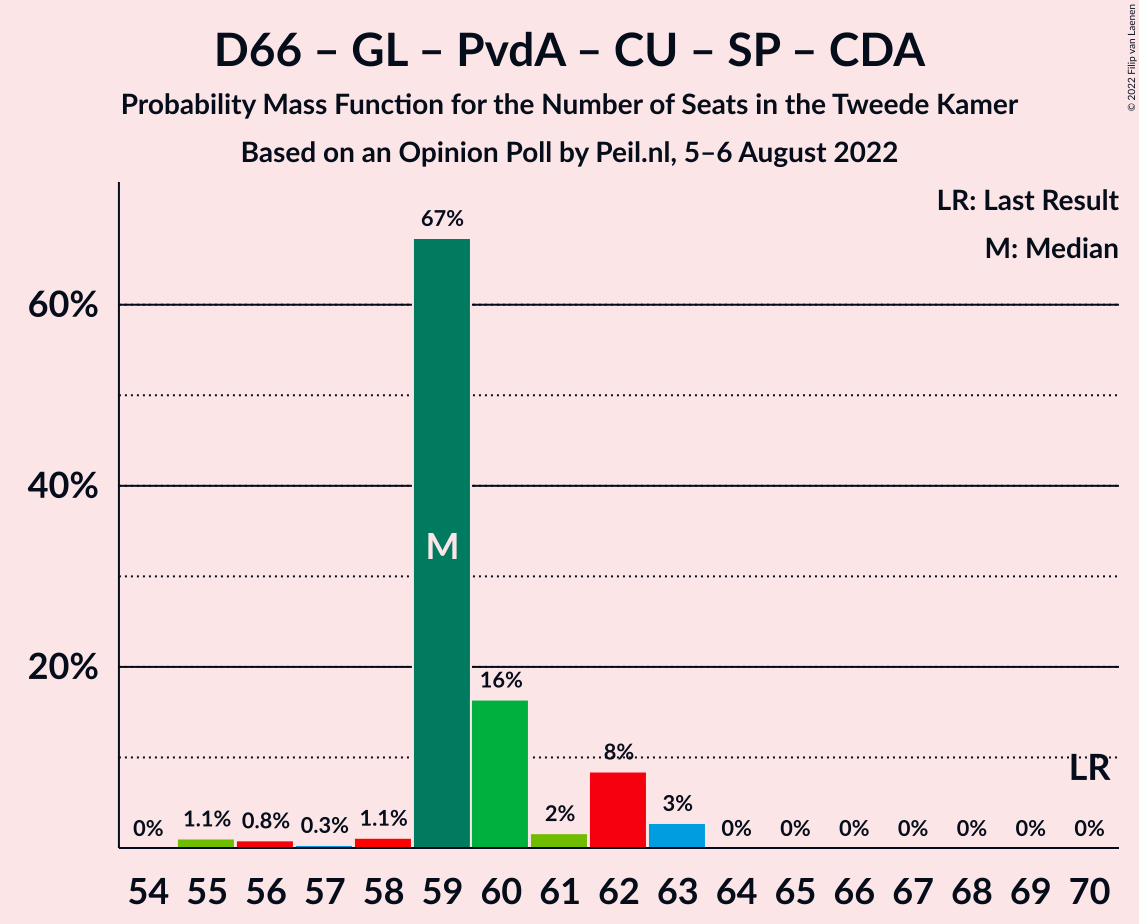 D66 – GL – PvdA – CU – SP – CDA
Probability Mass Function for the Number of Seats in the Tweede Kamer
Based on an Opinion Poll by Peil.nl, 5–6 August 2022
© 2022 Filip van Laenen
LR: Last Result
M: Median
60%
40%
20%
0% 1.1% 0.8% 0.3% 1.1% 67% 16% 2% 8% 3% 0% 0% 0% 0% 0% 0% 0%
M
LR
54 55 56 57 58 59 60 61 62 63 64 65 66 67 68 69 70